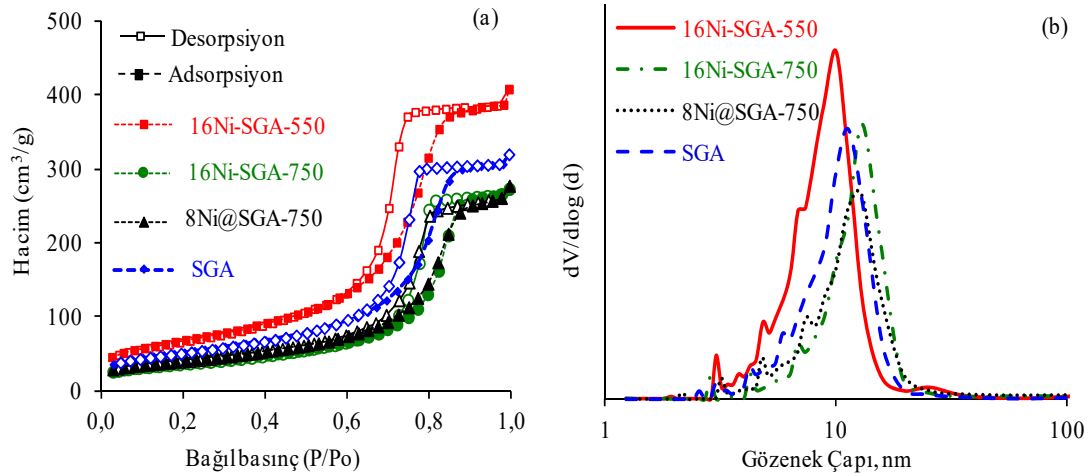 (a)
500
400
300
200
100
0
Hacim (cm³/g)
Desorpsiyon
Adsorpsiyon
16Ni-SGA-550
16Ni-SGA-750
8Ni@SGA-750
SGA
0,0 0,2 0,4 0,6 0,8 1,0
Bağıl basınç (P/Po)
(b)
16Ni-SGA-550
16Ni-SGA-750
8Ni@SGA-750
SGA
dV/dlog (d)
1 10 100
Gözenek Çapı, nm